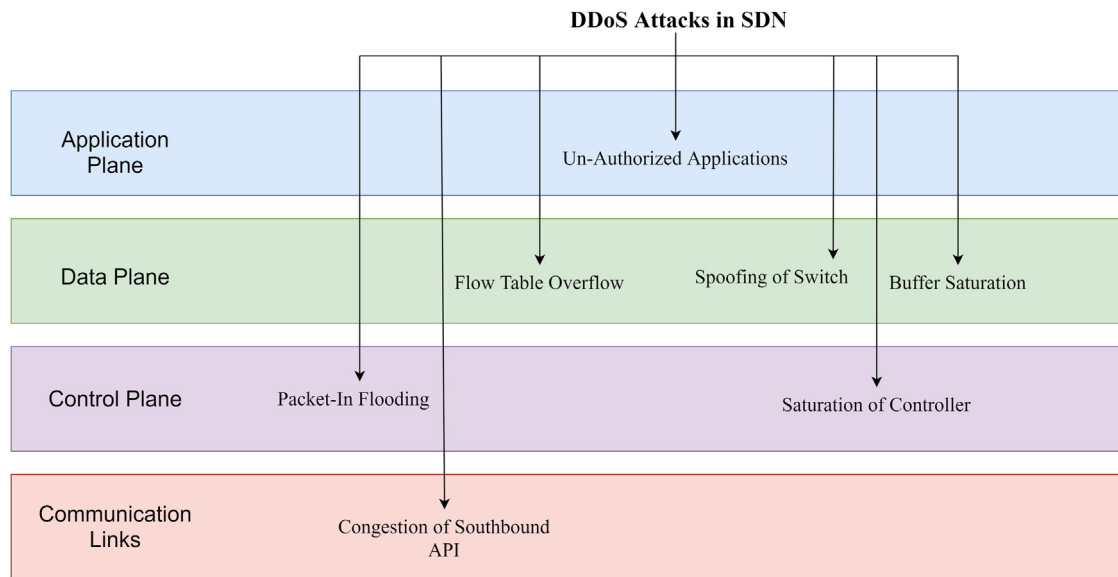 DDoS Attacks in SDN
Application
Plane
Un-Authorized Applications
Data Plane
Flow Table Overflow
Spoofing of Switch
Buffer Saturation
Control Plane
Packet-In Flooding
Saturation of Controller
Communication
Links
Congestion of Southbound
API